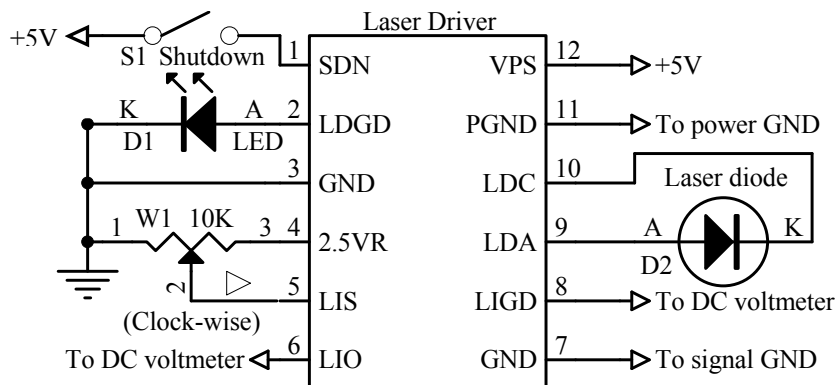 Laser Driver
+5V
S1 Shutdown
1 SDN
VPS 12 +5V
K A 2 LDGD
D1 LED
PGND 11 To power GND
3 GND
LDC 10
Laser diode
1 W1 10K 3 4 2.5VR
LDA 9 A K
D2
2 5 LIS
(Clock-wise)
LIGD 8 To DC voltmeter
To DC voltmeter 6 LIO
GND 7 To signal GND